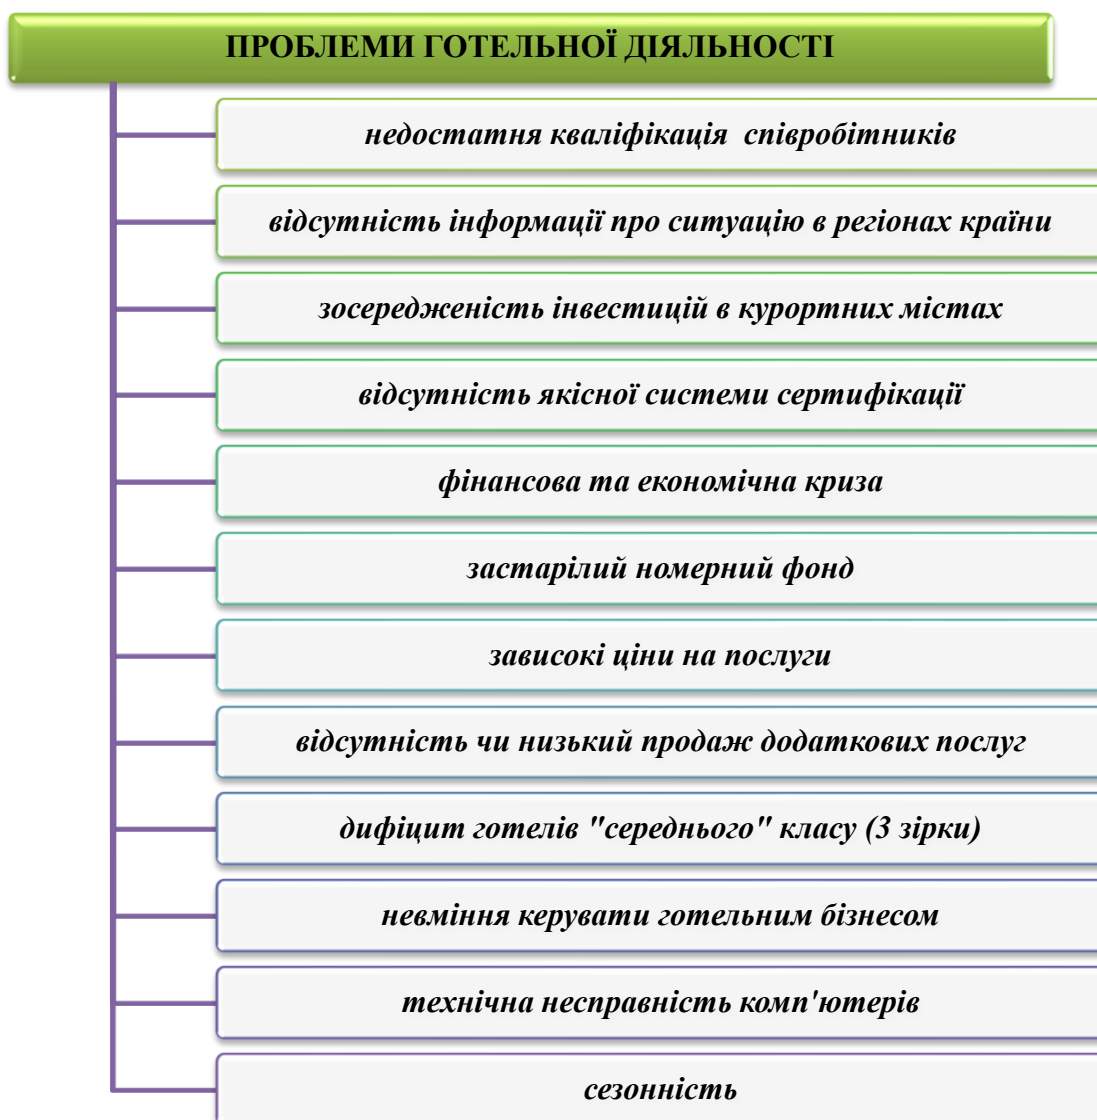 ПРОБЛЕМИ ГОТЕЛЬНОЇ ДІЯЛЬНОСТІ
недостатня кваліфікація співробітників
відсутність інформації про ситуацію в регіонах країни
зосередженість інвестицій в курортних містах
відсутність якісної системи сертифікації
фінансова та економічна криза
застарілий номерний фонд
зависокі ціни на послуги
відсутність чи низький продаж додаткових послуг
дифіцит готелів "середнього" класу (3 зірки)
невміння керувати готельним бізнесом
технічна несправність комп'ютерів
сезонність